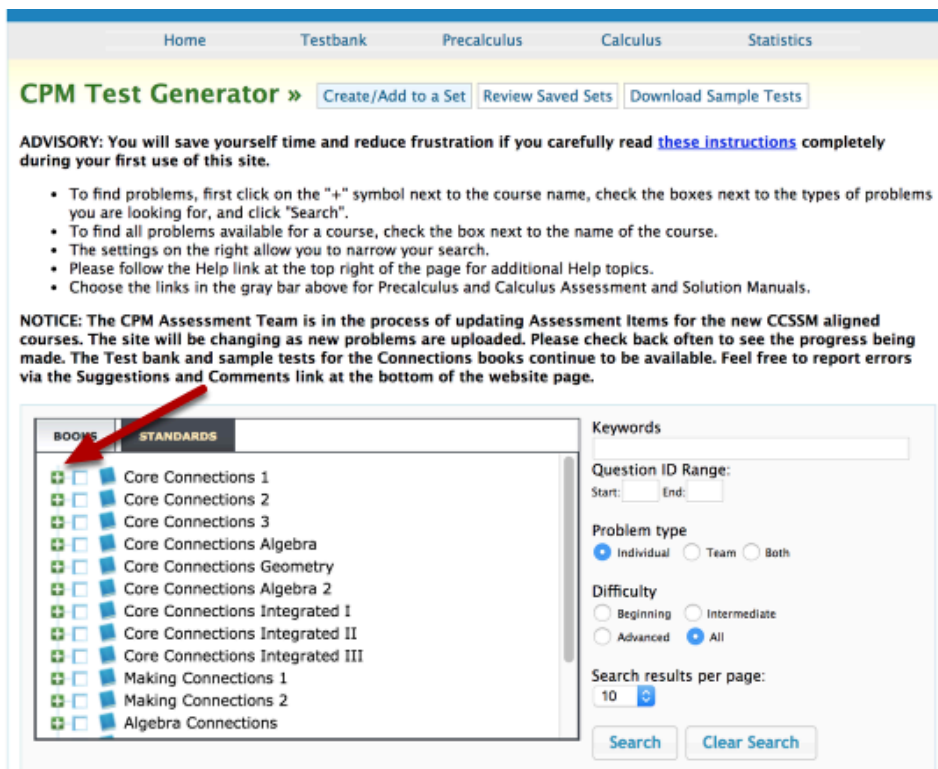 Home Testbank Precalculus Calculus Statistics
CPM Test Generator » Create/Add to a Set Review Saved Sets Download Sample Tests
ADVISORY: You will save yourself time and reduce frustration if you carefully read these instructions completely
during your first use of this site.
• To find problems, first click on the "+" symbol next to the course name, check the boxes next to the types of problems
you are looking for, and click "Search".
• To find all problems available for a course, check the box next to the name of the course.
• The settings on the right allow you to narrow your search.
• Please follow the Help link at the top right of the page for additional Help topics.
• Choose the links in the gray bar above for Precalculus and Calculus Assessment and Solution Manuals.
NOTICE: The CPM Assessment Team is in the process of updating Assessment Items for the new CCSSM aligned
courses. The site will be changing as new problems are uploaded. Please check back often to see the progress being
made. The Test bank and sample tests for the Connections books continue to be available. Feel free to report errors
via the Suggestions and Comments link at the bottom of the website page.
BOOKS STANDARDS
Core Connections 1
Core Connections 2
Core Connections 3
Core Connections Algebra
Core Connections Geometry
Core Connections Algebra 2
Core Connections Integrated I
Core Connections Integrated II
Core Connections Integrated III
Making Connections 1
Making Connections 2
Algebra Connections
Keywords
Question ID Range:
Start: End:
Problem type
Individual Team Both
Difficulty
Beginning Intermediate
Advanced All
Search results per page:
10
Search Clear Search